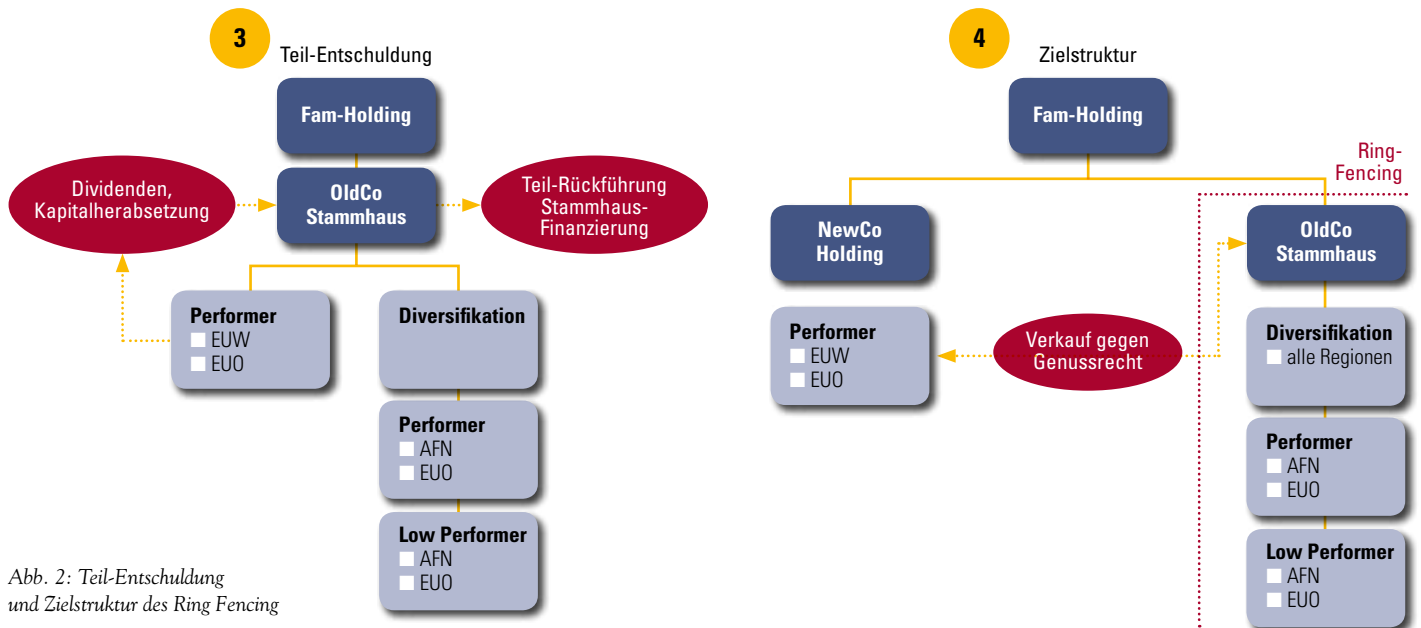 3
Teil-Entschuldung
Fam-Holding
Dividenden,
Kapitalherabsetzung
OldCo
Stammhaus
Teil-Rückführung
Stammhaus-
Finanzierung
Performer
EUW
EUO
Diversifikation
Performer
AFN
EUO
Low Performer
AFN
EUO
Abb. 2: Teil-Entschuldung
und Zielstruktur des Ring Fencing
4
Zielstruktur
Fam-Holding
Ring-
Fencing
NewCo
Holding
OldCo
Stammhaus
Performer
EUW
EUO
Verkauf gegen
Genussrecht
Diversifikation
alle Regionen
Performer
AFN
EUO
Low Performer
AFN
EUO